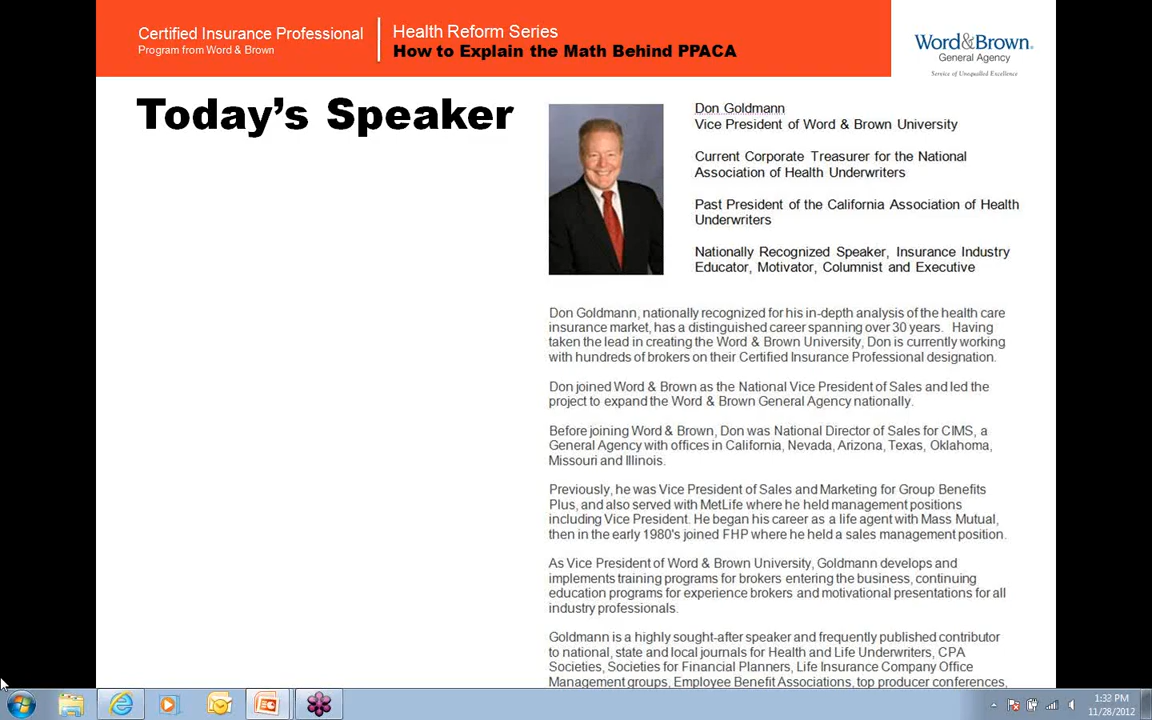 Certified Insurance Professional
Program from Word & Brown
Health Reform Series
How to Explain the Math Behind PPACA
Word&Brown®
General Agency
Service of Unequalled Excellence
Today's Speaker
Don Goldmann
Vice President of Word & Brown University
Current Corporate Treasurer for the National
Association of Health Underwriters
Past President of the California Association of Health
Underwriters
Nationally Recognized Speaker, Insurance Industry
Educator, Motivator, Columnist and Executive
Don Goldmann, nationally recognized for his in-depth analysis of the health care
insurance market, has a distinguished career spanning over 30 years. Having
taken the lead in creating the Word & Brown University, Don is currently working
with hundreds of brokers on their Certified Insurance Professional designation.
Don joined Word & Brown as the National Vice President of Sales and led the
project to expand the Word & Brown General Agency nationally.
Before joining Word & Brown, Don was National Director of Sales for CIMS, a
General Agency with offices in California, Nevada, Arizona, Texas, Oklahoma,
Missouri and Illinois.
Previously, he was Vice President of Sales and Marketing for Group Benefits
Plus, and also served with MetLife where he held management positions
including Vice President. He began his career as a life agent with Mass Mutual,
then in the early 1980's joined FHP where he held a sales management position.
As Vice President of Word & Brown University, Goldmann develops and
implements training programs for brokers entering the business, continuing
education programs for experience brokers and motivational presentations for all
industry professionals.
Goldmann is a highly sought-after speaker and frequently published contributor
to national, state and local journals for Health and Life Underwriters, CPA
Societies, Societies for Financial Planners, Life Insurance Company Office
Management groups, Employee Benefit Associations, top producer conferences,
1:32 PM
11/28/2012